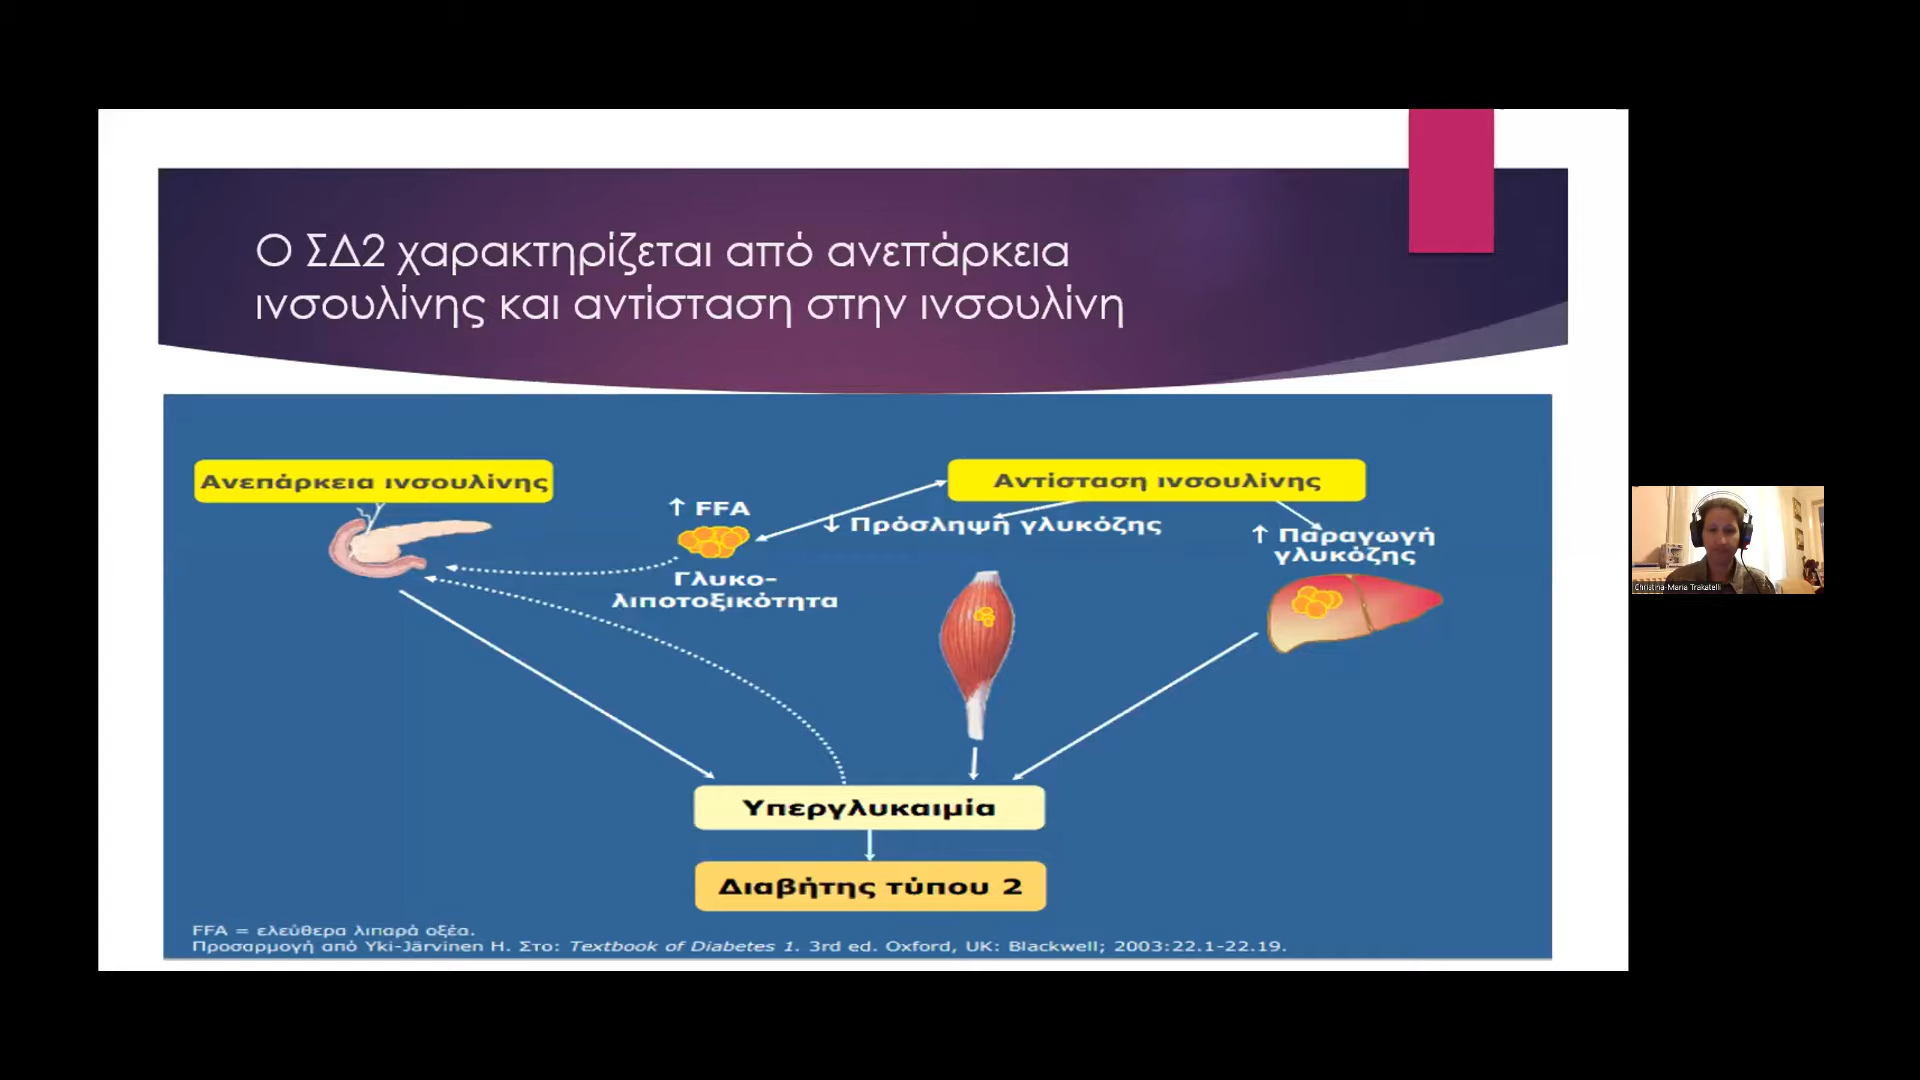 Ο ΣΔ2 χαρακτηρίζεται από ανεπάρκεια
ινσουλίνης και αντίσταση στην ινσουλίνη
Ανεπάρκεια ινσουλίνης
↑ FFA
Γλυκο-
λιποτοξικότητα
Αντίσταση ινσουλίνης
↓ Πρόσληψη γλυκόζης
↑ Παραγωγή
γλυκόζης
Υπεργλυκαιμία
Διαβήτης τύπου 2
FFA = ελεύθερα λιπαρά οξέα.
Προσαρμογή από Yki-Järvinen H. Στο: Textbook of Diabetes 1. 3rd ed. Oxford, UK: Blackwell; 2003:22.1-22.19.
Christina-Maria Trakatelli